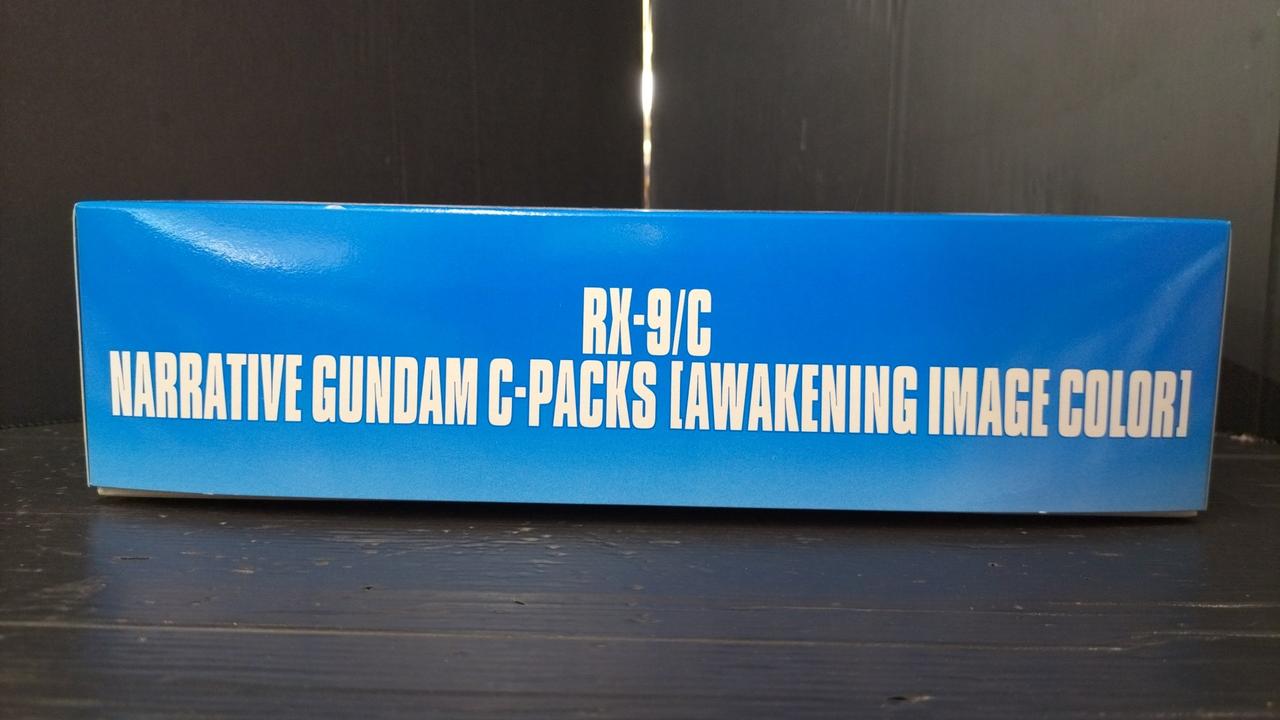 RX-9/C
NARRATIVE GUNDAM C-PACKS [AWAKENING IMAGE COLOR]